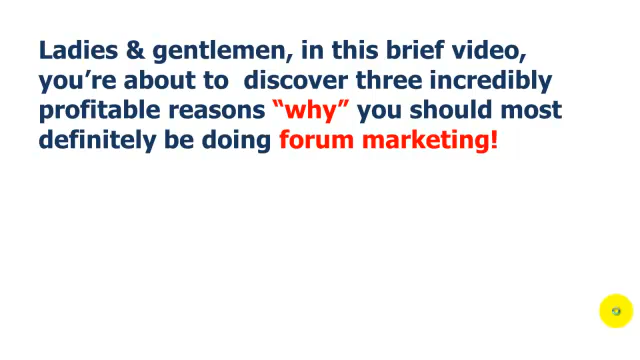 Ladies & gentlemen, in this brief video,
you’re about to  discover three incredibly
profitable reasons “why” you should most
definitely be doing forum marketing!